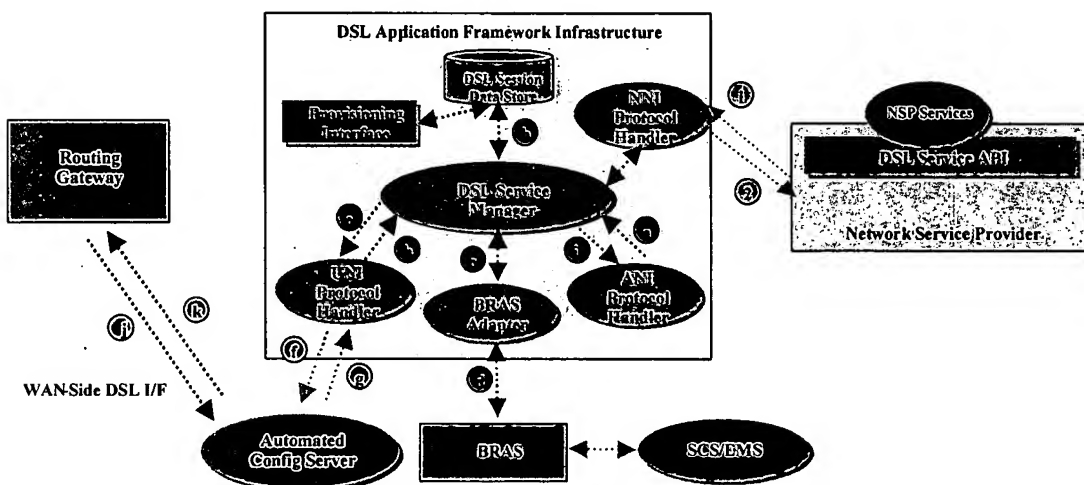 DSL Application Framework Infrastructure
DSL Session
Data Store
Provisioning
Interface
NNI
Protocol
Handler
NSP Services
DSL Service API
Network Service Provider
Routing
Gateway
DSL Service
Manager
UNI
Protocol
Handler
BRAS
Adaptor
ANI
Protocol
Handler
j
k
f
g
WAN-Side DSL I/F
Automated
Config Server
BRAS
SCS/EMS